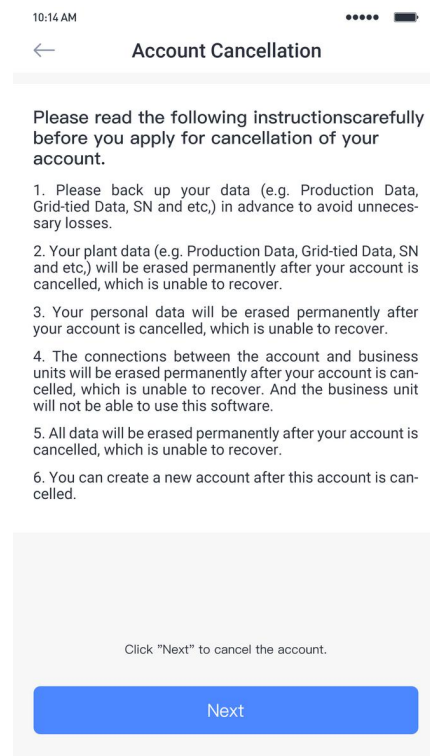 10:14 AM
Account Cancellation
Please read the following instructionscarefully
before you apply for cancellation of your
account.
1. Please back up your data (e.g. Production Data,
Grid-tied Data, SN and etc,) in advance to avoid unneces-
sary losses.
2. Your plant data (e.g. Production Data, Grid-tied Data, SN
and etc,) will be erased permanently after your account is
cancelled, which is unable to recover.
3. Your personal data will be erased permanently after
your account is cancelled, which is unable to recover.
4. The connections between the account and business
units will be erased permanently after your account is can-
celled, which is unable to recover. And the business unit
will not be able to use this software.
5. All data will be erased permanently after your account is
cancelled, which is unable to recover.
6. You can create a new account after this account is can-
celled.
Click "Next" to cancel the account.
Next